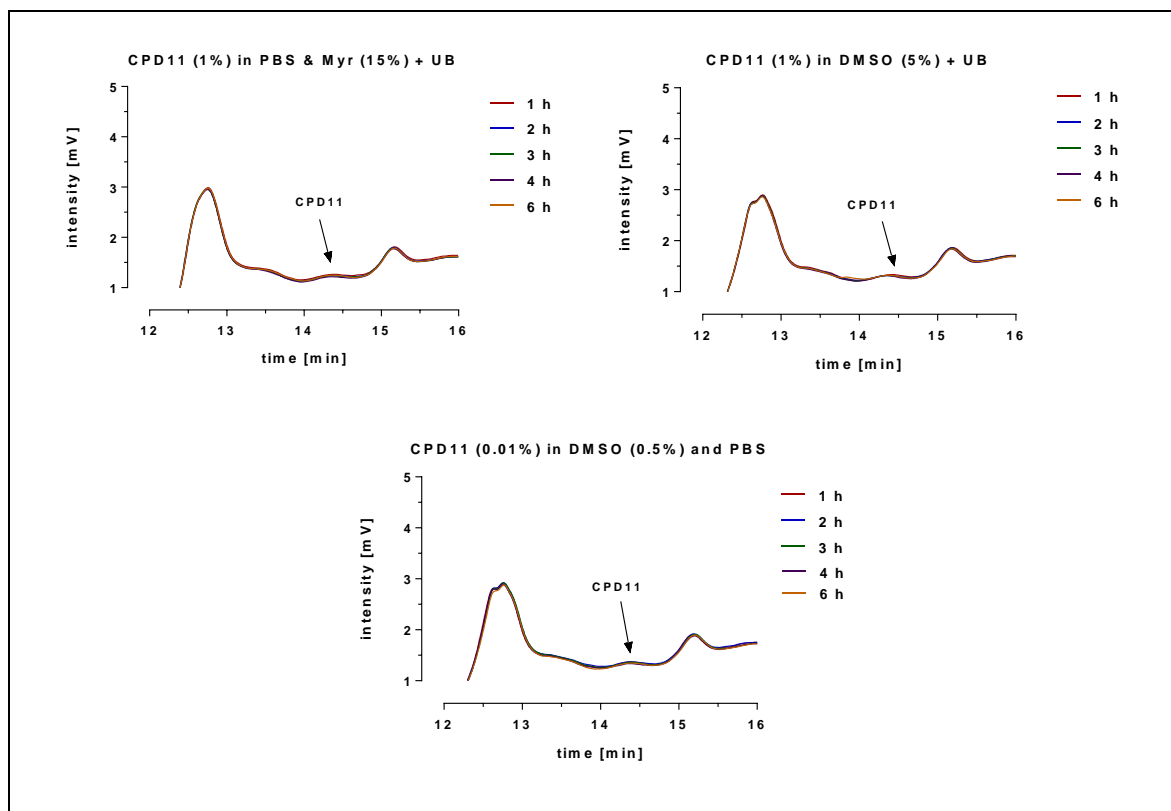 CPD11 (1%) in PBS & Myr (15%) + UB
5
4
3
2
1
intensity [mV]
CPD11
1 h
2 h
3 h
4 h
6 h
12 13 14 15 16
time [min]
CPD11 (1%) in DMSO (5%) + UB
5
4
3
2
1
intensity [mV]
CPD11
1 h
2 h
3 h
4 h
6 h
12 13 14 15 16
time [min]
CPD11 (0.01%) in DMSO (0.5%) and PBS
5
4
3
2
1
intensity [mV]
CPD11
1 h
2 h
3 h
4 h
6 h
12 13 14 15 16
time [min]